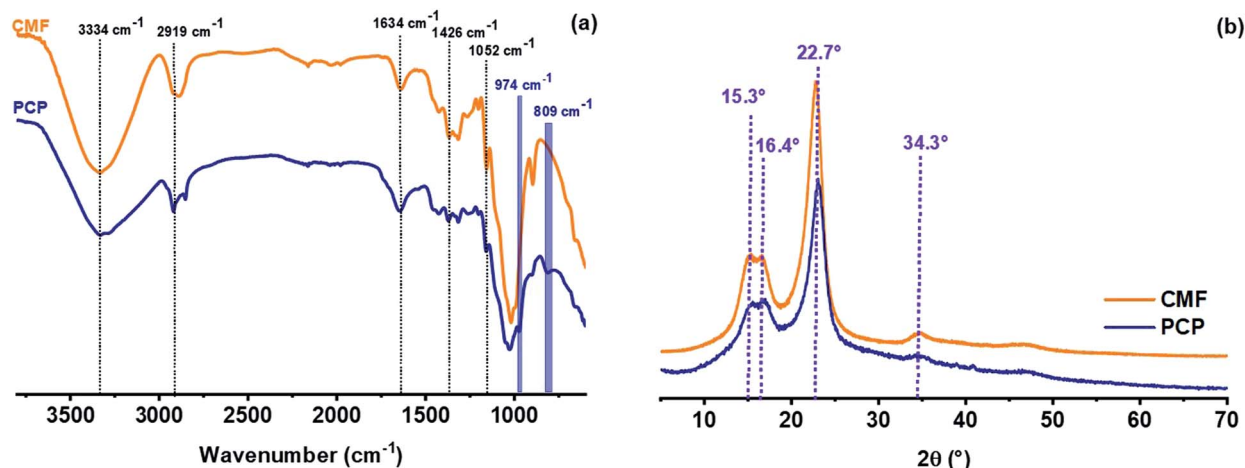 (a)
CMF
3334 cm⁻¹
2919 cm⁻¹
1634 cm⁻¹
1426 cm⁻¹
1052 cm⁻¹
974 cm⁻¹
809 cm⁻¹
PCP
3500 3000 2500 2000 1500 1000
Wavenumber (cm⁻¹)
(b)
22.7°
15.3°
16.4°
34.3°
CMF
PCP
10 20 30 40 50 60 70
2θ (°)